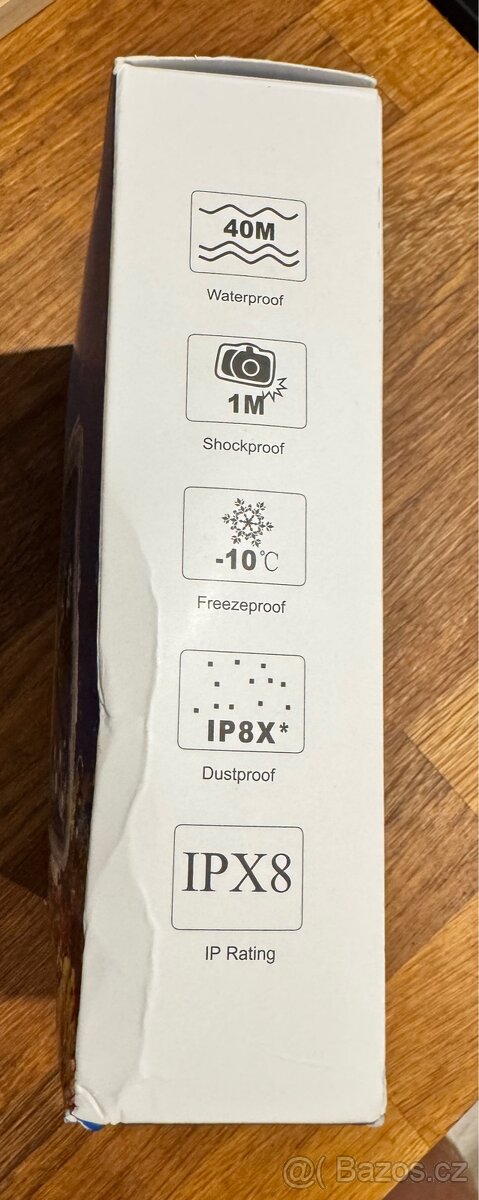 40M
Waterproof
1M
Shockproof
-10℃
Freezeproof
IP8X*
Dustproof
IPX8
IP Rating
@( Bazos.cz